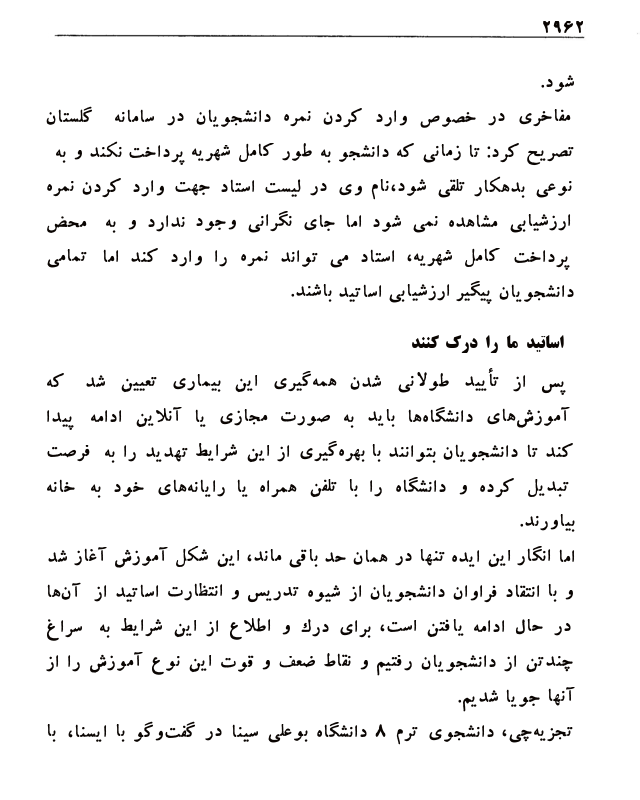 ۲۹۶۲
شود.
مفاخری در خصوص وارد کردن نمره دانشجویان در سامانه گلستان
تصریح کرد: تا زمانی که دانشجو به طور کامل شهریه پرداخت نکند و به
نوعی بدهکار تلقی شود،نام وی در لیست استاد جهت وارد کردن نمره
ارزشیابی مشاهده نمی شود اما جای نگرانی وجود ندارد و به محض
پرداخت کامل شهریه، استاد می تواند نمره را وارد کند اما تمامی
دانشجویان پیگیر ارزشیابی اساتید باشند.
اساتید ما را درک کنند
پس از تأیید طولانی شدن همه‌گیری این بیماری تعیین شد که
آموزش‌های دانشگاه‌ها باید به صورت مجازی یا آنلاین ادامه پیدا
کند تا دانشجویان بتوانند با بهره‌گیری از این شرایط تهدید را به فرصت
تبدیل کرده و دانشگاه را با تلفن همراه یا رایانه‌های خود به خانه
بیاورند.
اما انگار این ایده تنها در همان حد باقی ماند، این شکل آموزش آغاز شد
و با انتقاد فراوان دانشجویان از شیوه تدریس و انتظارت اساتید از آن‌ها
در حال ادامه یافتن است، برای درك و اطلاع از این شرایط به سراغ
چندتن از دانشجویان رفتیم و نقاط ضعف و قوت این نوع آموزش را از
آنها جویا شدیم.
تجزیه‌چی، دانشجوی ترم ۸ دانشگاه بوعلی سینا در گفت‌وگو با ایسنا، با